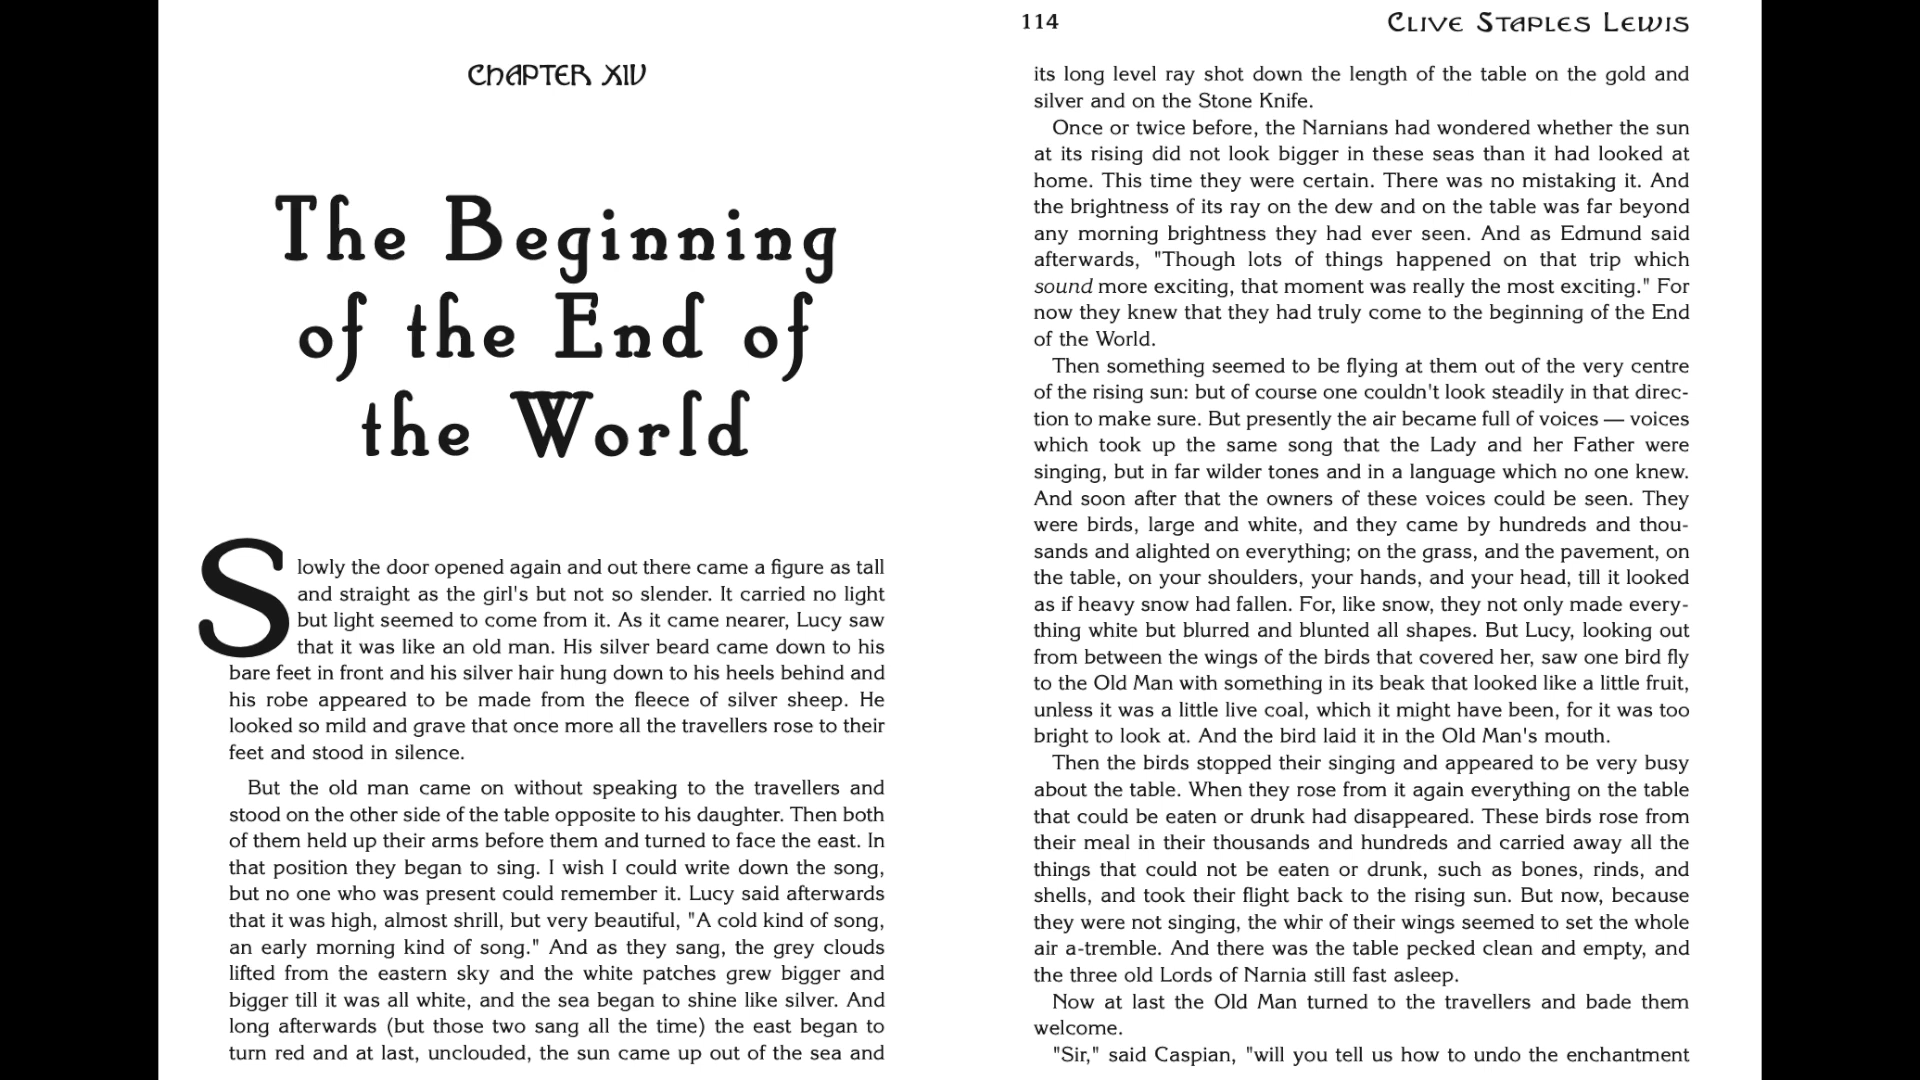 CHAPTER XIV
The Beginning
of the End of
the World
Slowly the door opened again and out there came a figure as tall
and straight as the girl's but not so slender. It carried no light
but light seemed to come from it. As it came nearer, Lucy saw
that it was like an old man. His silver beard came down to his
bare feet in front and his silver hair hung down to his heels behind and
his robe appeared to be made from the fleece of silver sheep. He
looked so mild and grave that once more all the travellers rose to their
feet and stood in silence.
But the old man came on without speaking to the travellers and
stood on the other side of the table opposite to his daughter. Then both
of them held up their arms before them and turned to face the east. In
that position they began to sing. I wish I could write down the song,
but no one who was present could remember it. Lucy said afterwards
that it was high, almost shrill, but very beautiful, "A cold kind of song,
an early morning kind of song." And as they sang, the grey clouds
lifted from the eastern sky and the white patches grew bigger and
bigger till it was all white, and the sea began to shine like silver. And
long afterwards (but those two sang all the time) the east began to
turn red and at last, unclouded, the sun came up out of the sea and
114 Clive Staples Lewis
its long level ray shot down the length of the table on the gold and
silver and on the Stone Knife.
Once or twice before, the Narnians had wondered whether the sun
at its rising did not look bigger in these seas than it had looked at
home. This time they were certain. There was no mistaking it. And
the brightness of its ray on the dew and on the table was far beyond
any morning brightness they had ever seen. And as Edmund said
afterwards, "Though lots of things happened on that trip which
sound more exciting, that moment was really the most exciting." For
now they knew that they had truly come to the beginning of the End
of the World.
Then something seemed to be flying at them out of the very centre
of the rising sun: but of course one couldn't look steadily in that direc-
tion to make sure. But presently the air became full of voices — voices
which took up the same song that the Lady and her Father were
singing, but in far wilder tones and in a language which no one knew.
And soon after that the owners of these voices could be seen. They
were birds, large and white, and they came by hundreds and thou-
sands and alighted on everything; on the grass, and the pavement, on
the table, on your shoulders, your hands, and your head, till it looked
as if heavy snow had fallen. For, like snow, they not only made every-
thing white but blurred and blunted all shapes. But Lucy, looking out
from between the wings of the birds that covered her, saw one bird fly
to the Old Man with something in its beak that looked like a little fruit,
unless it was a little live coal, which it might have been, for it was too
bright to look at. And the bird laid it in the Old Man's mouth.
Then the birds stopped their singing and appeared to be very busy
about the table. When they rose from it again everything on the table
that could be eaten or drunk had disappeared. These birds rose from
their meal in their thousands and hundreds and carried away all the
things that could not be eaten or drunk, such as bones, rinds, and
shells, and took their flight back to the rising sun. But now, because
they were not singing, the whir of their wings seemed to set the whole
air a-tremble. And there was the table pecked clean and empty, and
the three old Lords of Narnia still fast asleep.
Now at last the Old Man turned to the travellers and bade them
welcome.
"Sir," said Caspian, "will you tell us how to undo the enchantment